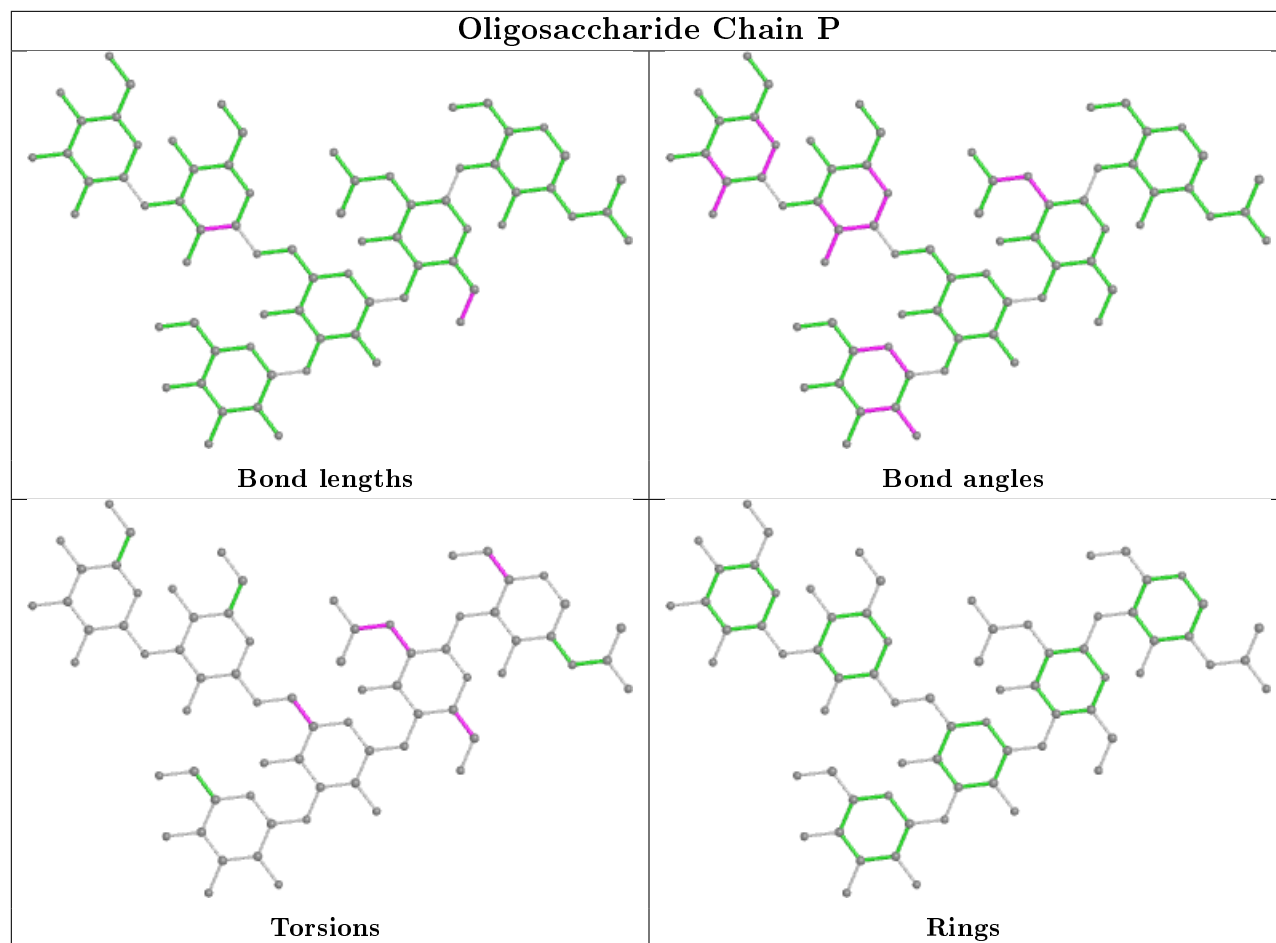 Oligosaccharide Chain P
Bond lengths
Bond angles
Torsions
Rings